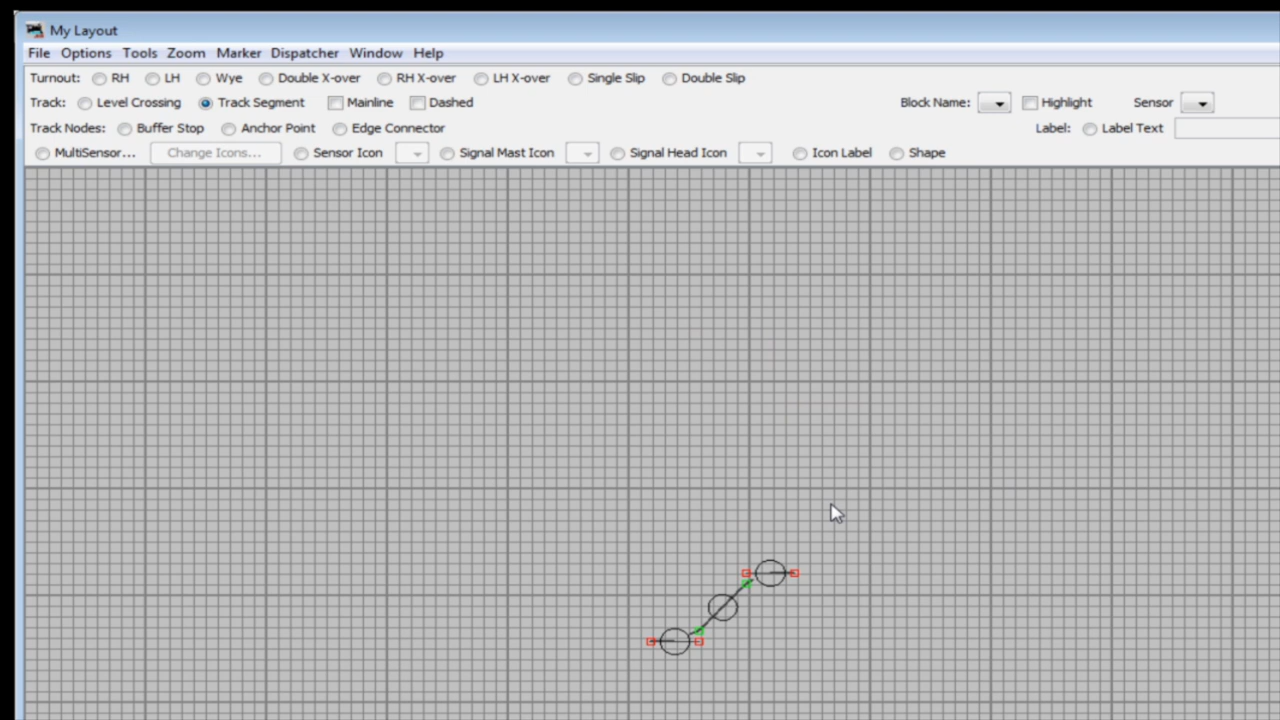 My Layout
File Options Tools Zoom Marker Dispatcher Window Help
Turnout: RH LH Wye Double X-over RH X-over LH X-over Single Slip Double Slip
Track: Level Crossing Track Segment Mainline Dashed Block Name: Highlight Sensor
Track Nodes: Buffer Stop Anchor Point Edge Connector Label: Label Text
MultiSensor... Change Icons... Sensor Icon Signal Mast Icon Signal Head Icon Icon Label Shape